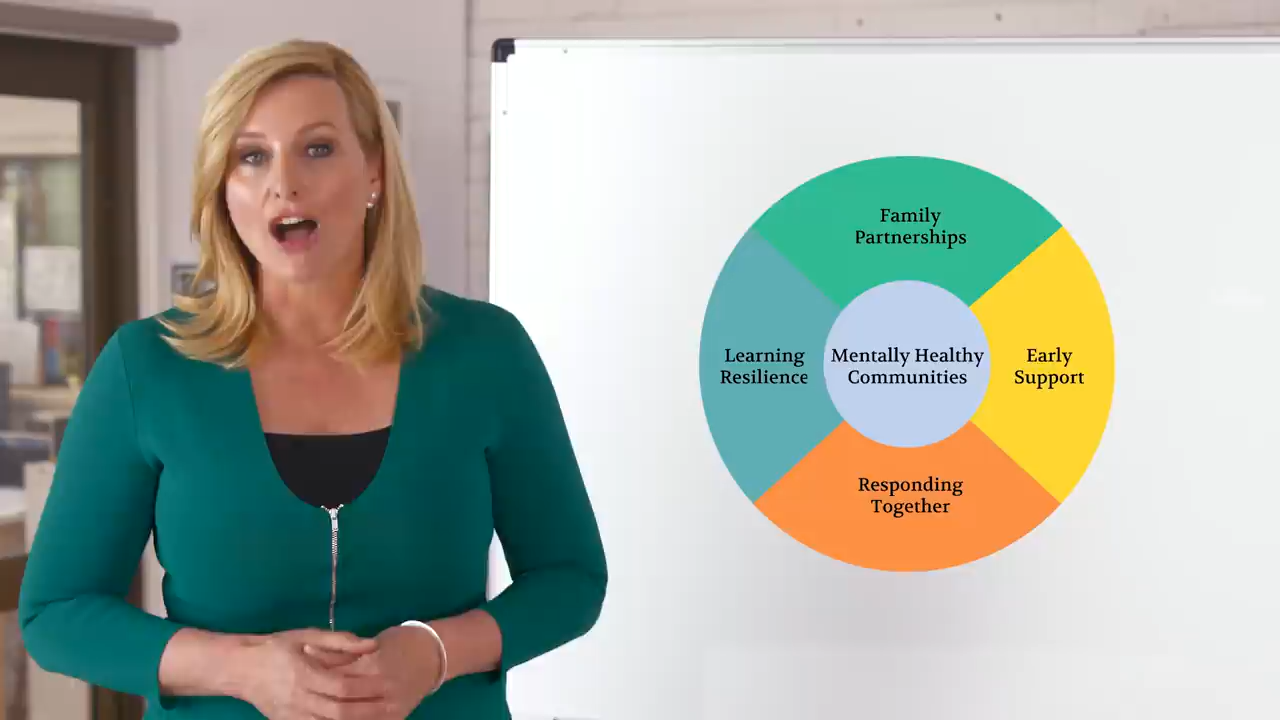 Family
Partnerships
Learning
Resilience
Mentally Healthy
Communities
Early
Support
Responding
Together